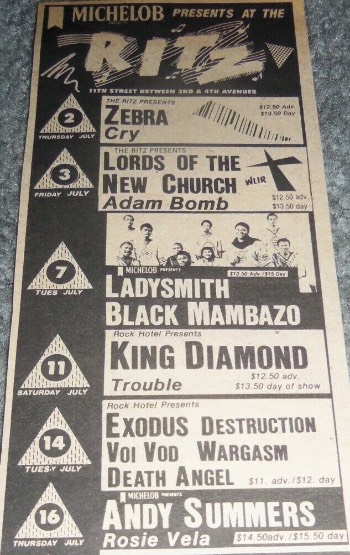 MICHELOB PRESENTS AT THE
RITZ
11TH STREET BETWEEN 3RD & 4TH AVENUES
2
THURSDAY JULY
THE RITZ PRESENTS
ZEBRA
Cry
$12.50 Adv.
$13.50 Day
3
FRIDAY JULY
THE RITZ PRESENTS
LORDS OF THE
NEW CHURCH
Adam Bomb
WLIR
$12.50 adv.
$13.50 day
7
TUES JULY
MICHELOB PRESENTS
$13.50 Adv./$15 Day
LADYSMITH
BLACK MAMBAZO
11
SATURDAY JULY
Rock Hotel Presents
KING DIAMOND
Trouble
$12.50 adv.
$13.50 day of show
14
TUESY JULY
Rock Hotel Presents
EXODUS DESTRUCTION
VOI VOD WARGASM
DEATH ANGEL $11. adv./$12. day
16
THURSDAY JULY
MICHELOB PRESENTS
ANDY SUMMERS
Rosie Vela $14.50adv./$15.50 day